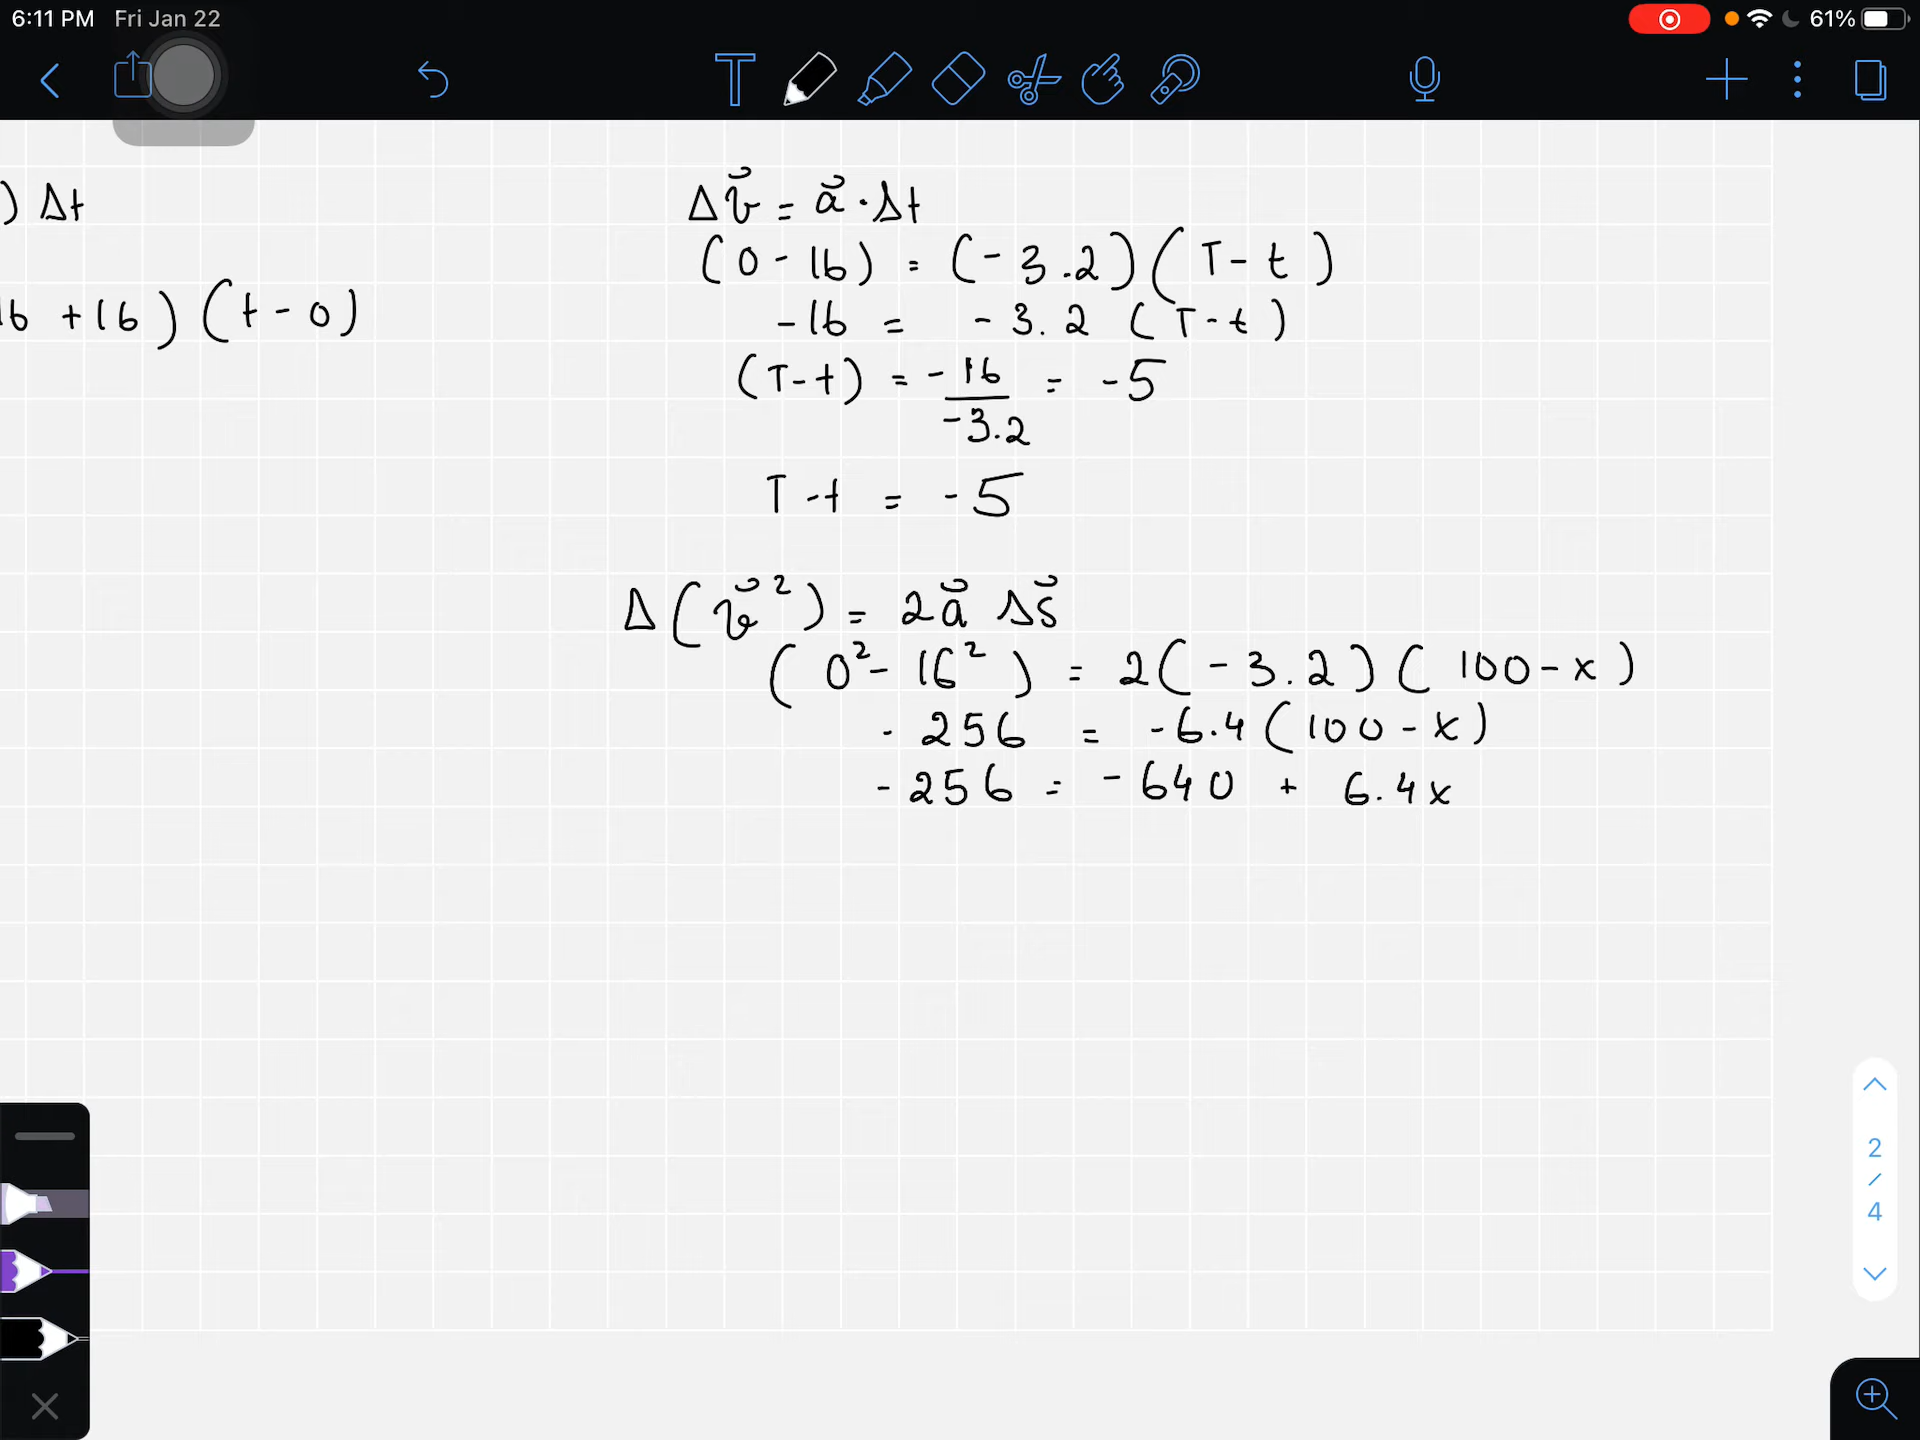 6:11 PM Fri Jan 22
61%
T
) Δt
16 +16) (t - 0)
Δv⃗ = a⃗ · Δt
(0 - 16) = (-3.2)(T - t)
-16 = -3.2 (T - t)
(T-t) = -16/-3.2 = -5
T - t = -5
Δ(v⃗²) = 2a⃗ Δs⃗
(0² - 16²) = 2(-3.2)(100 - x)
- 256 = -6.4(100 - x)
- 256 = - 640 + 6.4x
2
/
4